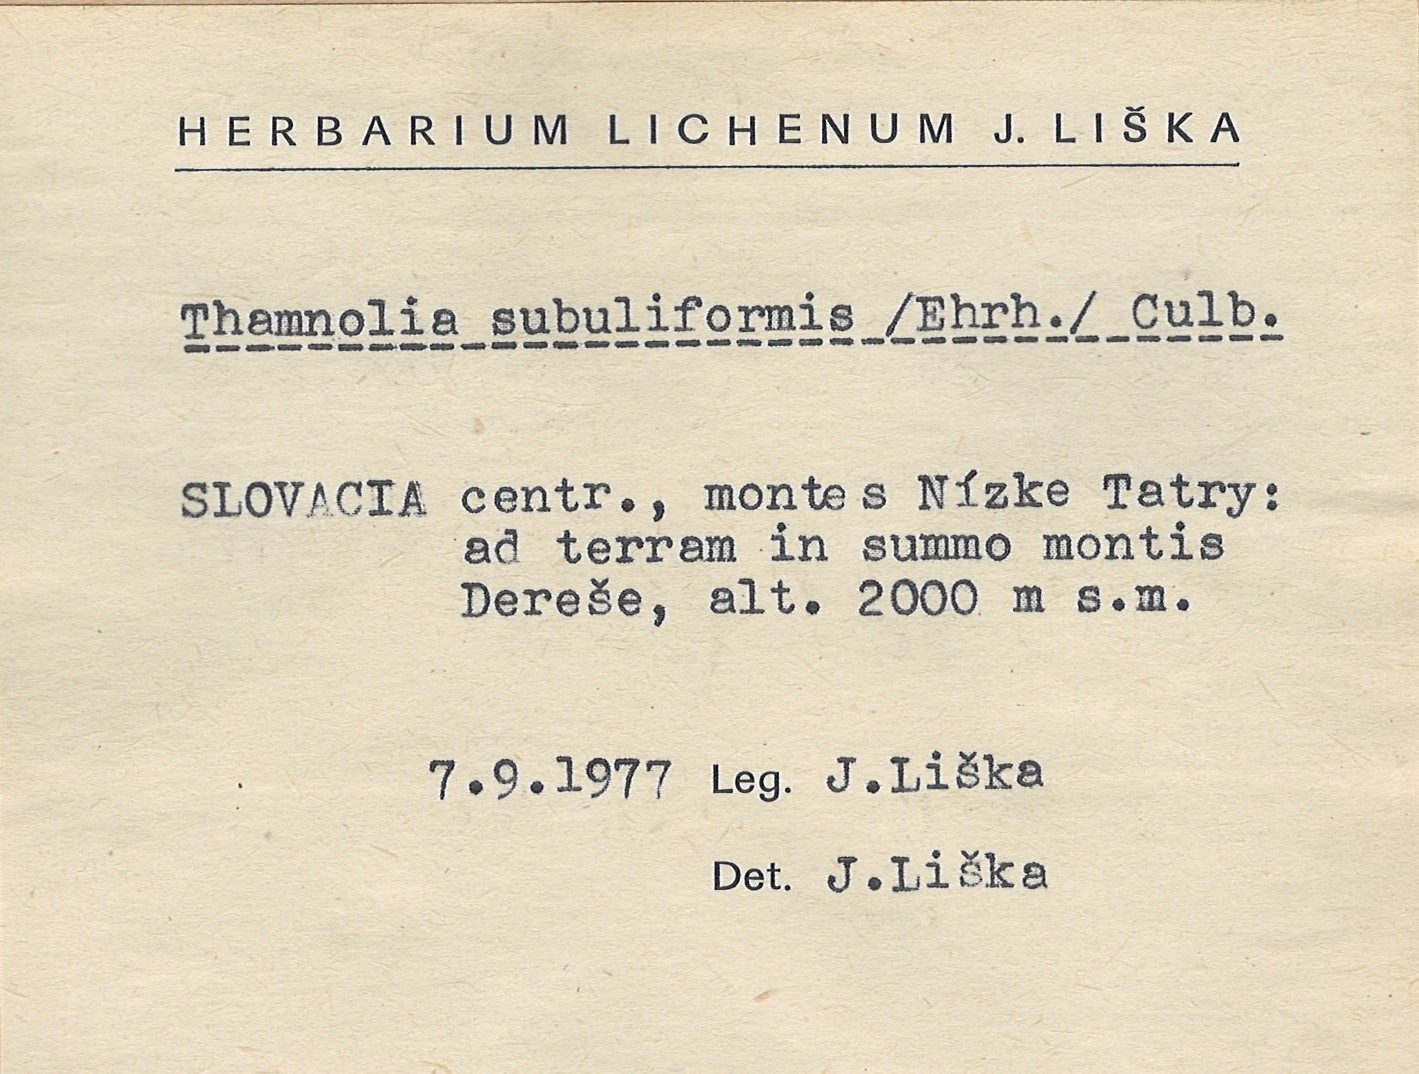 HERBARIUM LICHENUM J. LIŠKA
Thamnolia subuliformis /Ehrh./ Culb.
SLOVACIA centr., montes Nízke Tatry:
ad terram in summo montis
Dereše, alt. 2000 m s.m.
7.9.1977 Leg. J.Liška
Det. J.Liška